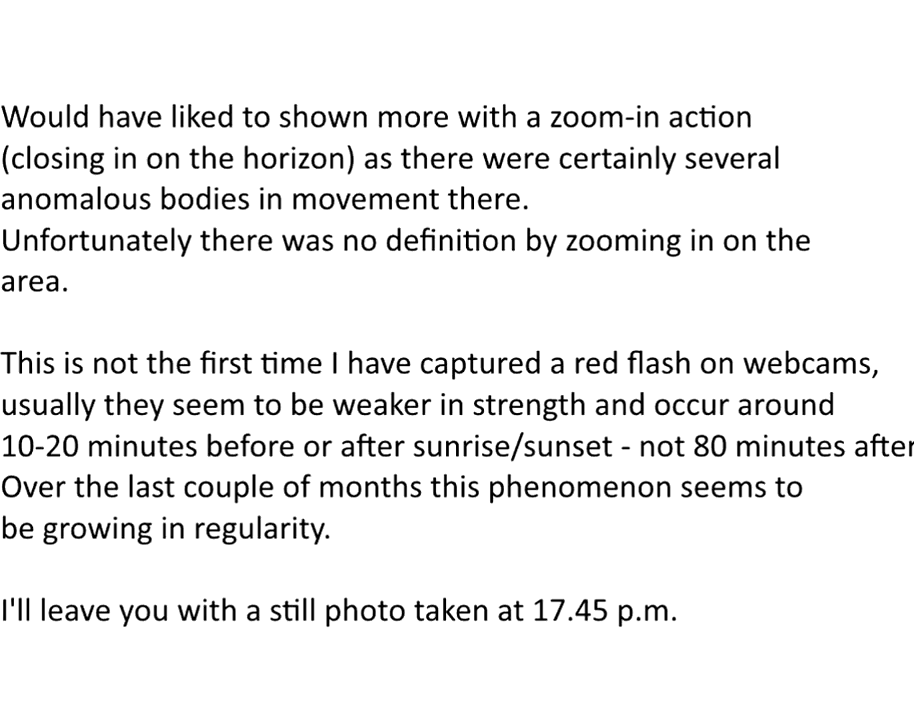 Would have liked to shown more with a zoom-in action
(closing in on the horizon) as there were certainly several
anomalous bodies in movement there.
Unfortunately there was no definition by zooming in on the
area.
This is not the first time I have captured a red flash on webcams,
usually they seem to be weaker in strength and occur around
10-20 minutes before or after sunrise/sunset - not 80 minutes after
Over the last couple of months this phenomenon seems to
be growing in regularity.
I'll leave you with a still photo taken at 17.45 p.m.